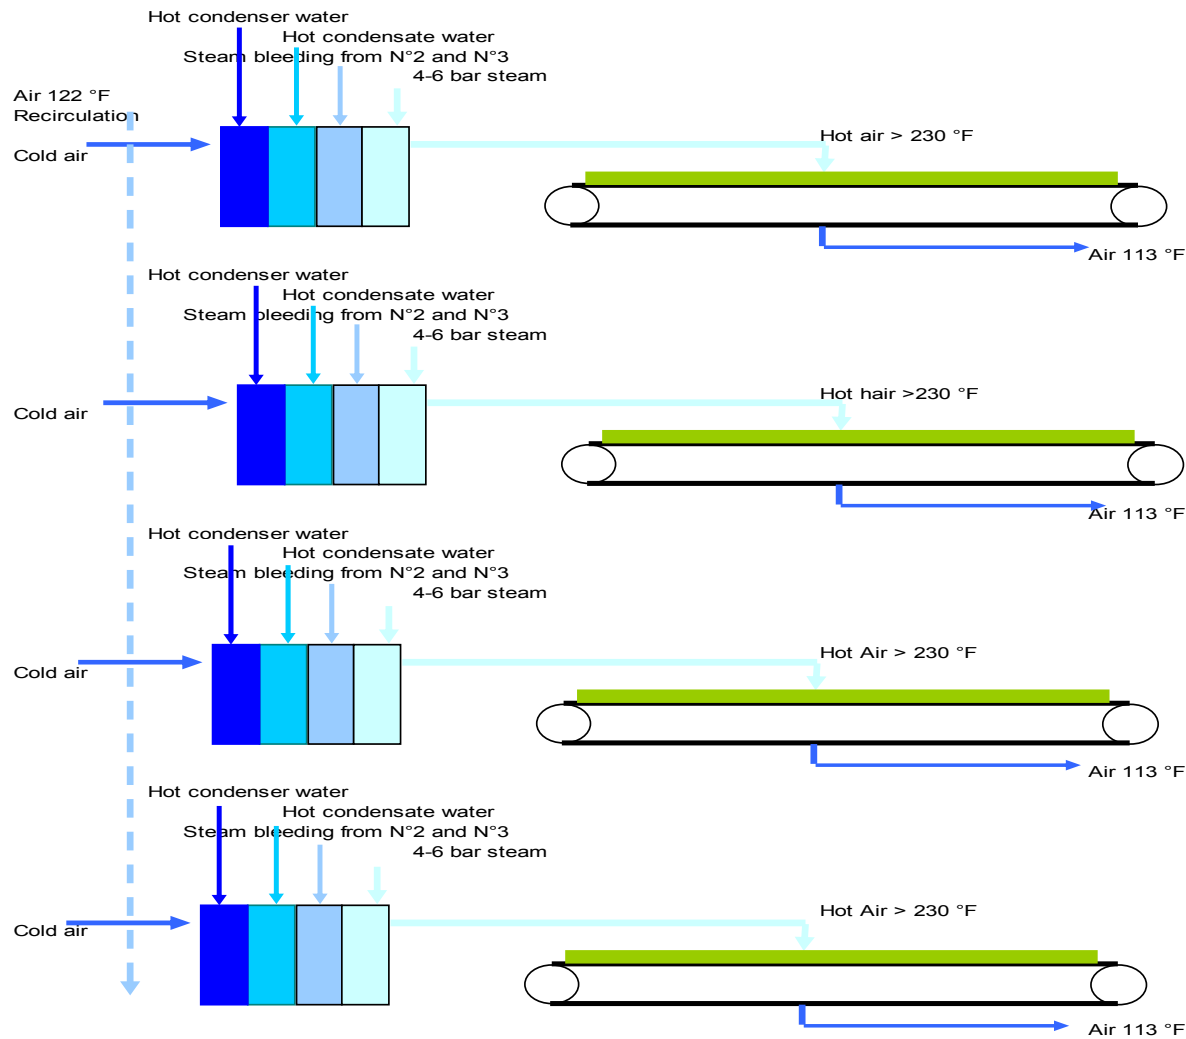 Hot condenser water
Hot condensate water
Steam bleeding from N°2 and N°3
4-6 bar steam
Air 122 °F
Recirculation
Cold air
Hot air > 230 °F
Air 113 °F
Hot condenser water
Hot condensate water
Steam bleeding from N°2 and N°3
4-6 bar steam
Cold air
Hot hair >230 °F
Air 113 °F
Hot condenser water
Hot condensate water
Steam bleeding from N°2 and N°3
4-6 bar steam
Cold air
Hot Air > 230 °F
Air 113 °F
Hot condenser water
Hot condensate water
Steam bleeding from N°2 and N°3
4-6 bar steam
Cold air
Hot Air > 230 °F
Air 113 °F